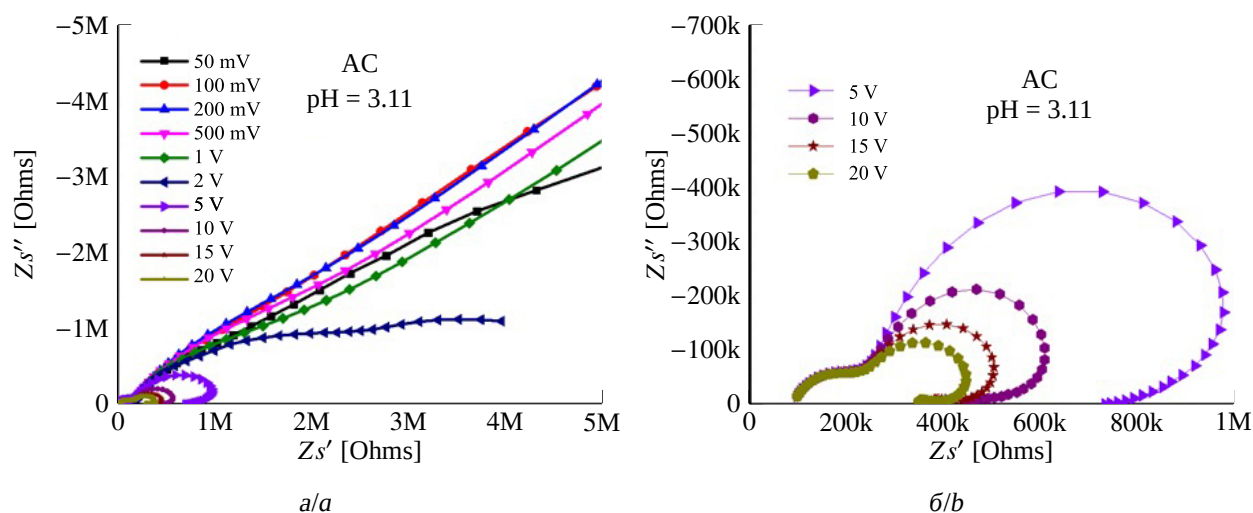 −5M
−4M
−3M
−2M
−1M
0
Zs″ [Ohms]
50 mV
100 mV
200 mV
500 mV
1 V
2 V
5 V
10 V
15 V
20 V
AC
pH = 3.11
0
1M
2M
3M
4M
5M
Zs′ [Ohms]
а/a
−700k
−600k
−500k
−400k
−300k
−200k
−100k
0
Zs″ [Ohms]
5 V
10 V
15 V
20 V
AC
pH = 3.11
0
200k
400k
600k
800k
1M
Zs′ [Ohms]
б/b